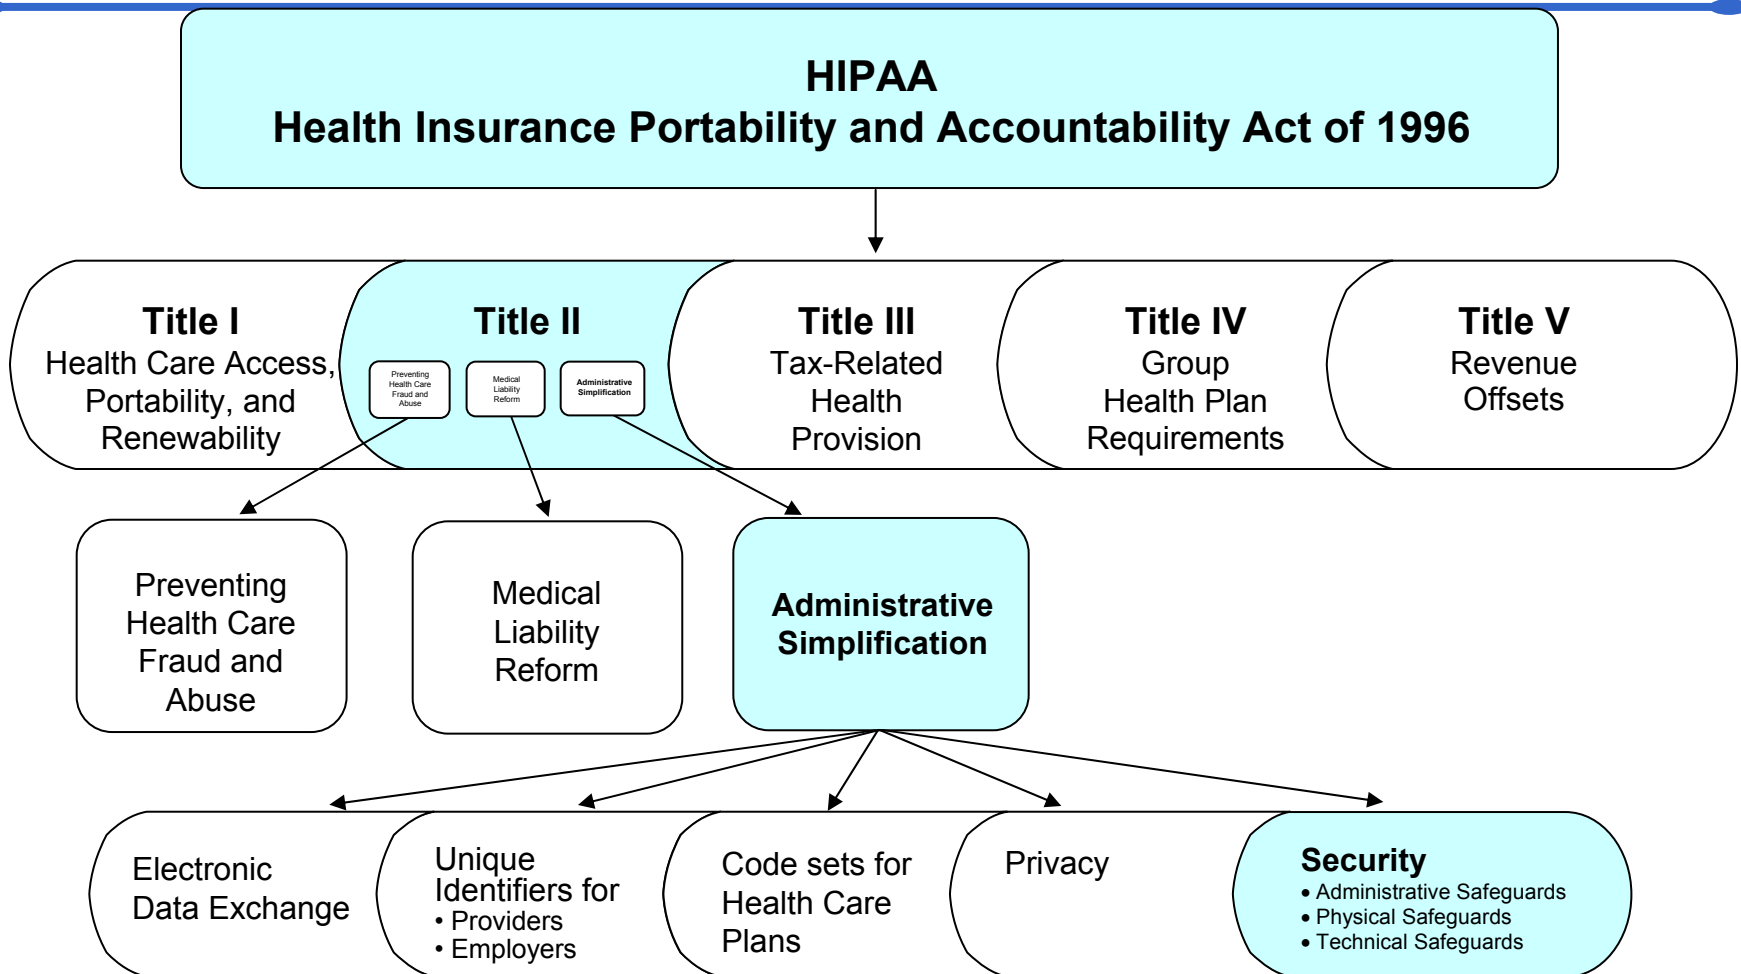 HIPAA
Health Insurance Portability and Accountability Act of 1996
Title I
Health Care Access,
Portability, and
Renewability
Title II
Preventing
Health Care
Fraud and
Abuse
Medical
Liability
Reform
Administrative
Simplification
Title III
Tax-Related
Health
Provision
Title IV
Group
Health Plan
Requirements
Title V
Revenue
Offsets
Preventing
Health Care
Fraud and
Abuse
Medical
Liability
Reform
Administrative
Simplification
Electronic
Data Exchange
Unique
Identifiers for
• Providers
• Employers
Code sets for
Health Care
Plans
Privacy
Security
• Administrative Safeguards
• Physical Safeguards
• Technical Safeguards